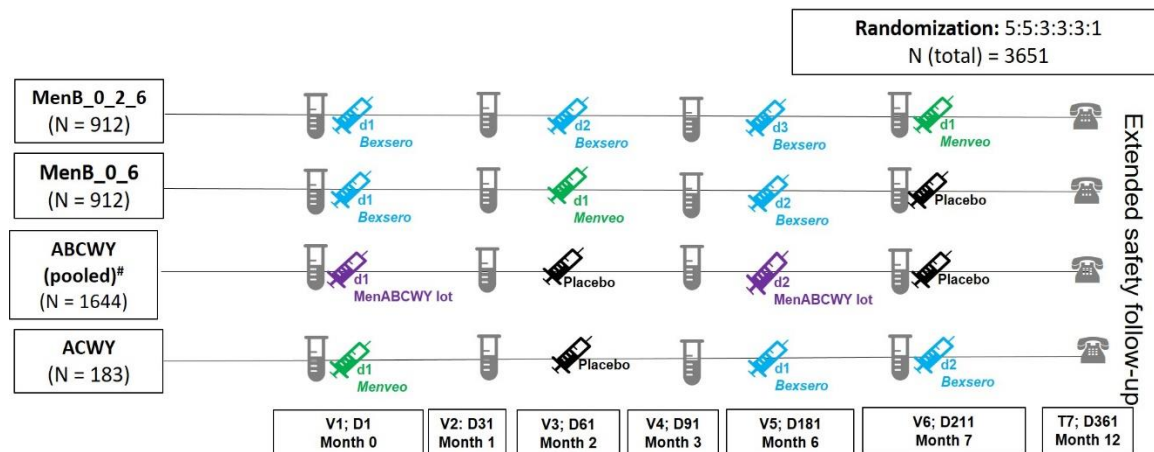 Randomization: 5:5:3:3:3:1
N (total) = 3651
MenB_0_2_6
(N = 912)
d1
Bexsero
d2
Bexsero
d3
Bexsero
d1
Menveo
MenB_0_6
(N = 912)
d1
Bexsero
d1
Menveo
d2
Bexsero
Placebo
ABCWY
(pooled)#
(N = 1644)
d1
MenABCWY lot
Placebo
d2
MenABCWY lot
Placebo
ACWY
(N = 183)
d1
Menveo
Placebo
d1
Bexsero
d2
Bexsero
Extended safety follow-up
V1; D1
Month 0
V2; D31
Month 1
V3; D61
Month 2
V4; D91
Month 3
V5; D181
Month 6
V6; D211
Month 7
T7; D361
Month 12